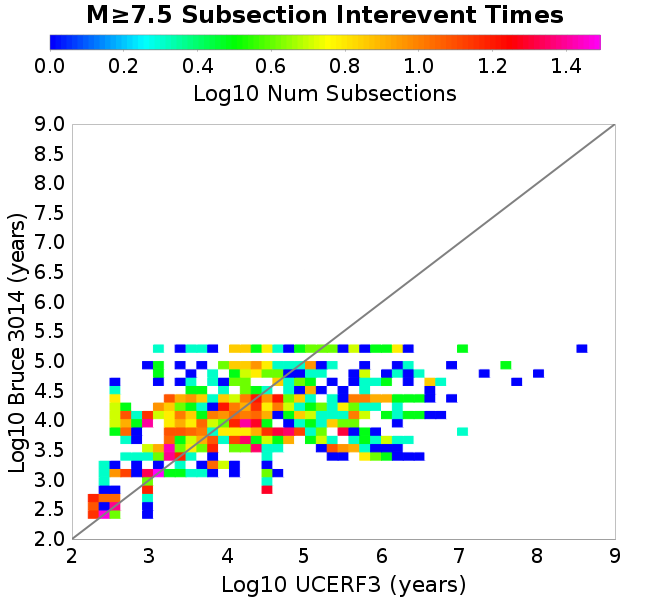 M≥7.5 Subsection Interevent Times
0.0 0.2 0.4 0.6 0.8 1.0 1.2 1.4
Log10 Num Subsections
Log10 Bruce 3014 (years)
9.0
8.5
8.0
7.5
7.0
6.5
6.0
5.5
5.0
4.5
4.0
3.5
3.0
2.5
2.0
2 3 4 5 6 7 8 9
Log10 UCERF3 (years)